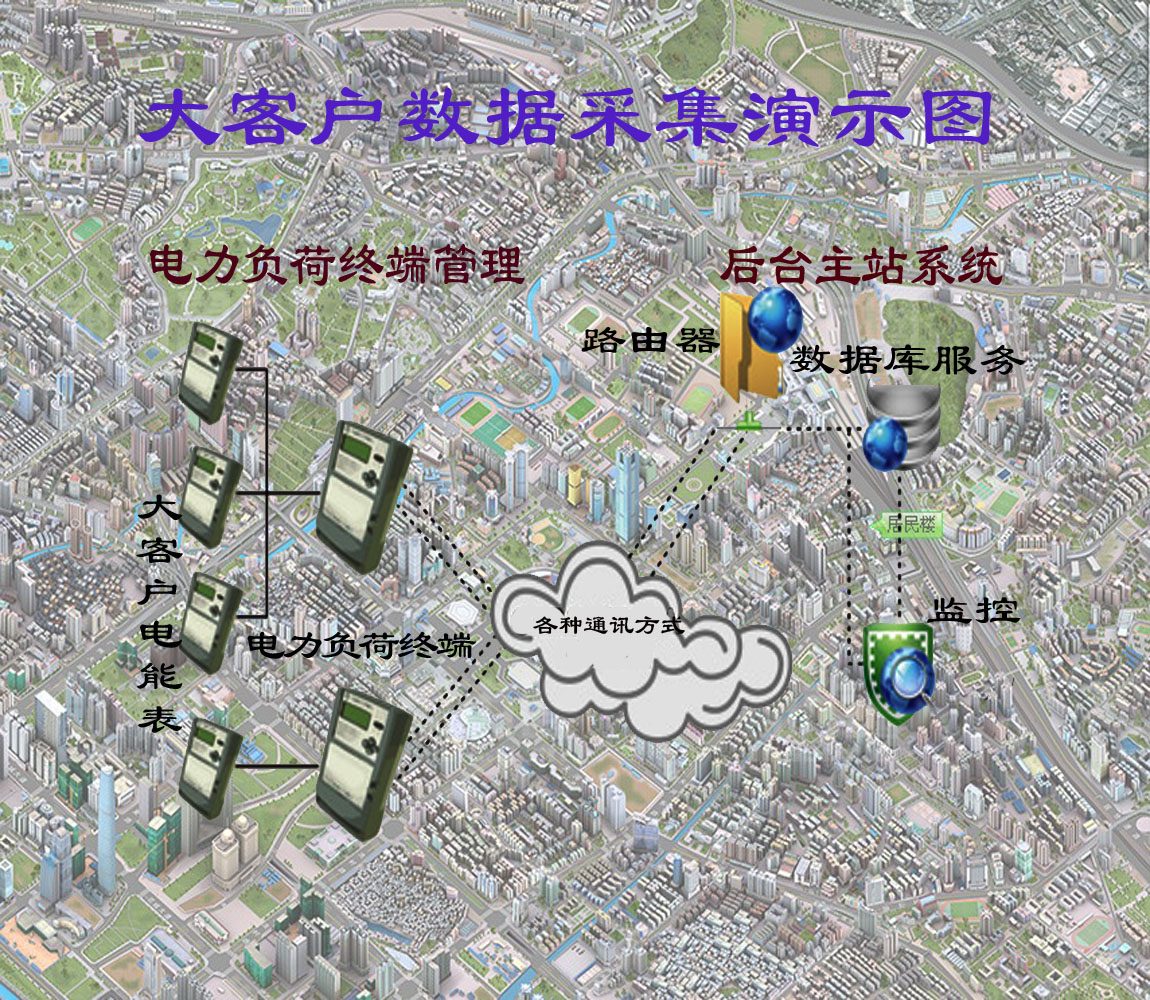 大客户数据采集演示图
电力负荷终端管理
后台主站系统
路由器
数据库服务
大客户电能表
居民楼
各种通讯方式
监控
电力负荷终端